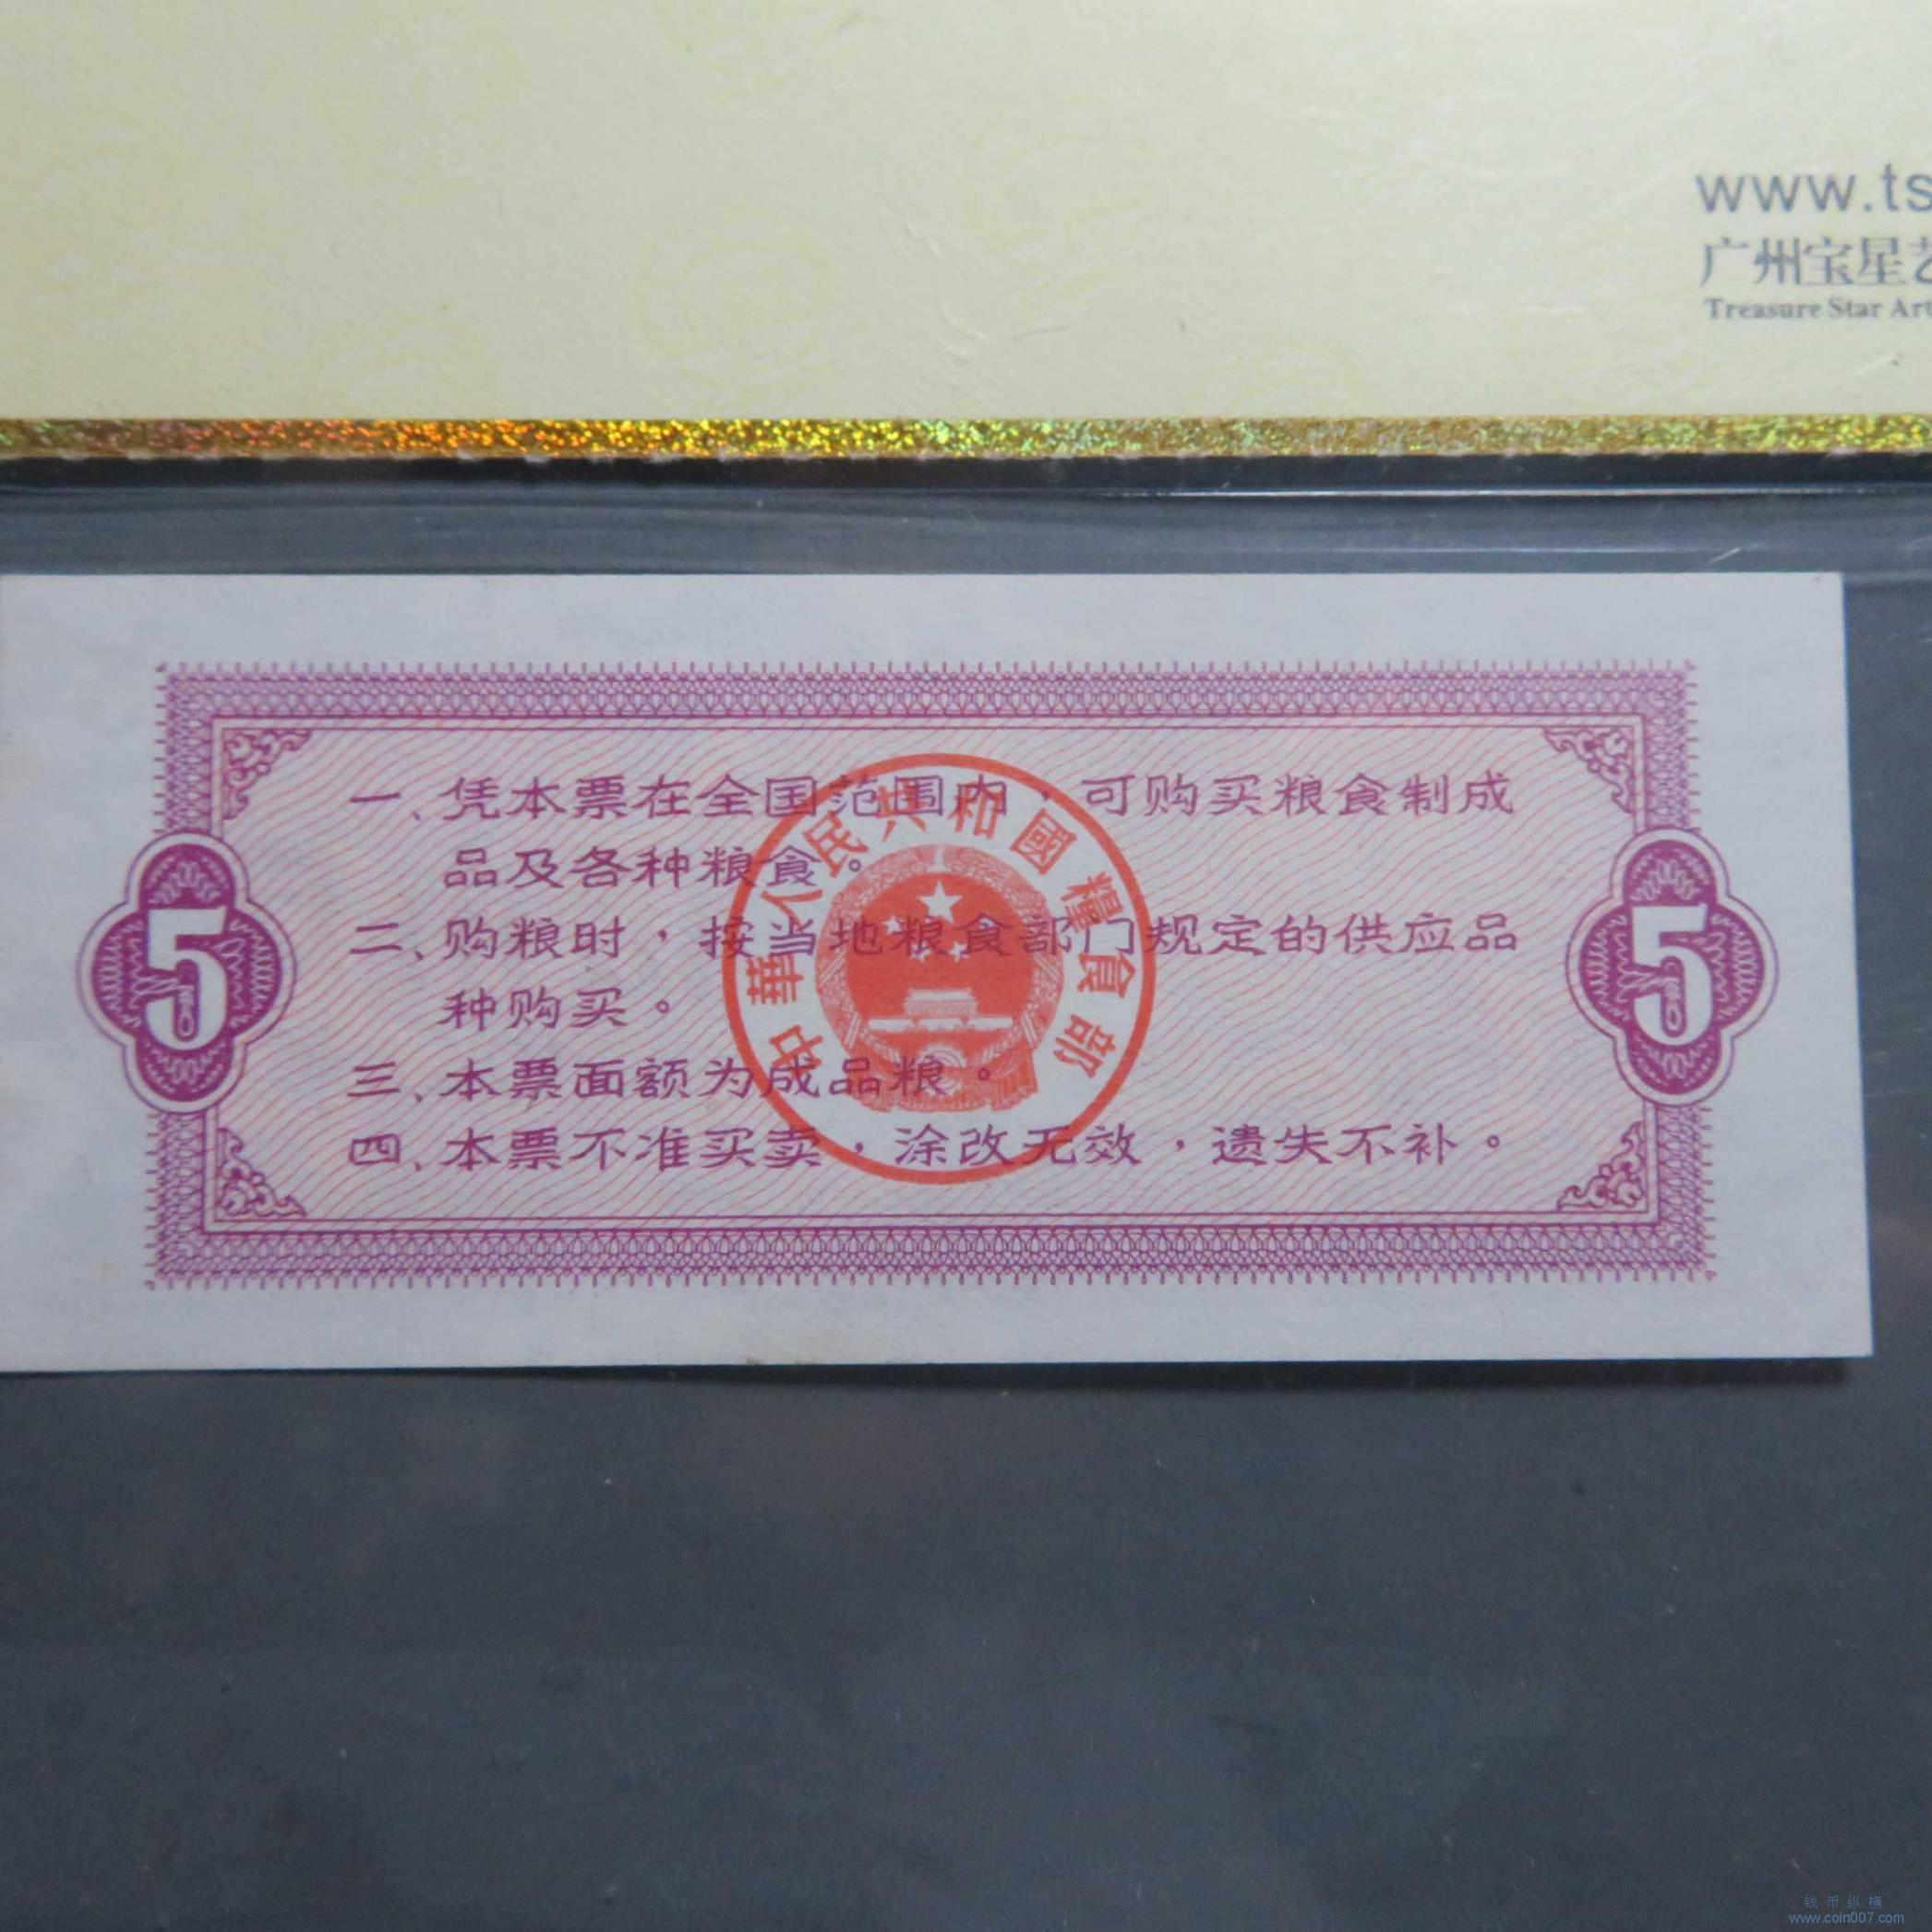 www.ts
广州宝星艺
Treasure Star Art
一、凭本票在全国范围内，可购买粮食制成
品及各种粮食。
二、购粮时，按当地粮食部门规定的供应品
种购买。
三、本票面额为成品粮。
四、本票不准买卖，涂改无效，遗失不补。
中華人民共和國糧食部
5
5
钱币纵横
www.coin007.com